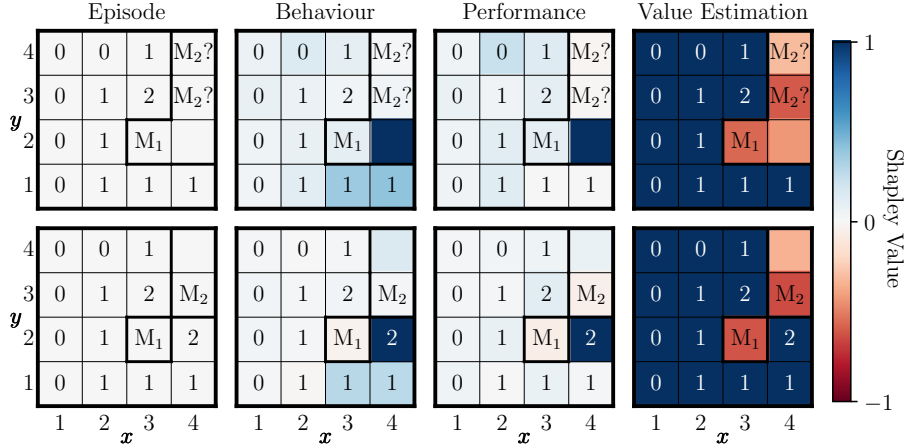 Episode Behaviour Performance Value Estimation
4 0 0 1 M₂? 0 0 1 M₂? 0 0 1 M₂? 0 0 1 M₂? 1
3 0 1 2 M₂? 0 1 2 M₂? 0 1 2 M₂? 0 1 2 M₂?
y
2 0 1 M₁ 0 1 M₁ 0 1 M₁ 0 1 M₁
1 0 1 1 1 0 1 1 1 0 1 1 1 0 1 1 1
0
Shapley Value
4 0 0 1 0 0 1 0 0 1 0 0 1
3 0 1 2 M₂ 0 1 2 M₂ 0 1 2 M₂ 0 1 2 M₂
y
2 0 1 M₁ 2 0 1 M₁ 2 0 1 M₁ 2 0 1 M₁ 2
1 0 1 1 1 0 1 1 1 0 1 1 1 0 1 1 1
−1
1 2 3 4 1 2 3 4 1 2 3 4 1 2 3 4
x x x x